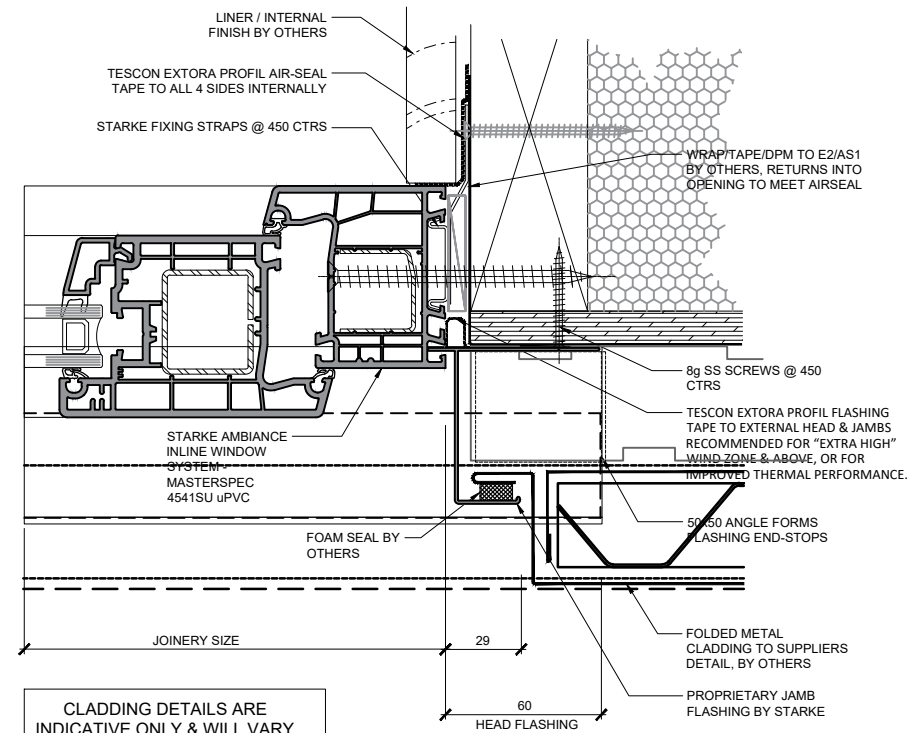 LINER / INTERNAL
FINISH BY OTHERS
TESCON EXTORA PROFIL AIR-SEAL
TAPE TO ALL 4 SIDES INTERNALLY
STARKE FIXING STRAPS @ 450 CTRS
WRAP/TAPE/DPM TO E2/AS1
BY OTHERS, RETURNS INTO
OPENING TO MEET AIRSEAL
8g SS SCREWS @ 450
CTRS
TESCON EXTORA PROFIL FLASHING
TAPE TO EXTERNAL HEAD & JAMBS
RECOMMENDED FOR “EXTRA HIGH”
WIND ZONE & ABOVE, OR FOR
IMPROVED THERMAL PERFORMANCE.
STARKE AMBIANCE
INLINE WINDOW
SYSTEM -
MASTERSPEC
4541SU uPVC
FOAM SEAL BY
OTHERS
50x50 ANGLE FORMS
FLASHING END-STOPS
JOINERY SIZE
29
FOLDED METAL
CLADDING TO SUPPLIERS
DETAIL, BY OTHERS
PROPRIETARY JAMB
FLASHING BY STARKE
60
HEAD FLASHING
CLADDING DETAILS ARE
INDICATIVE ONLY & WILL VARY